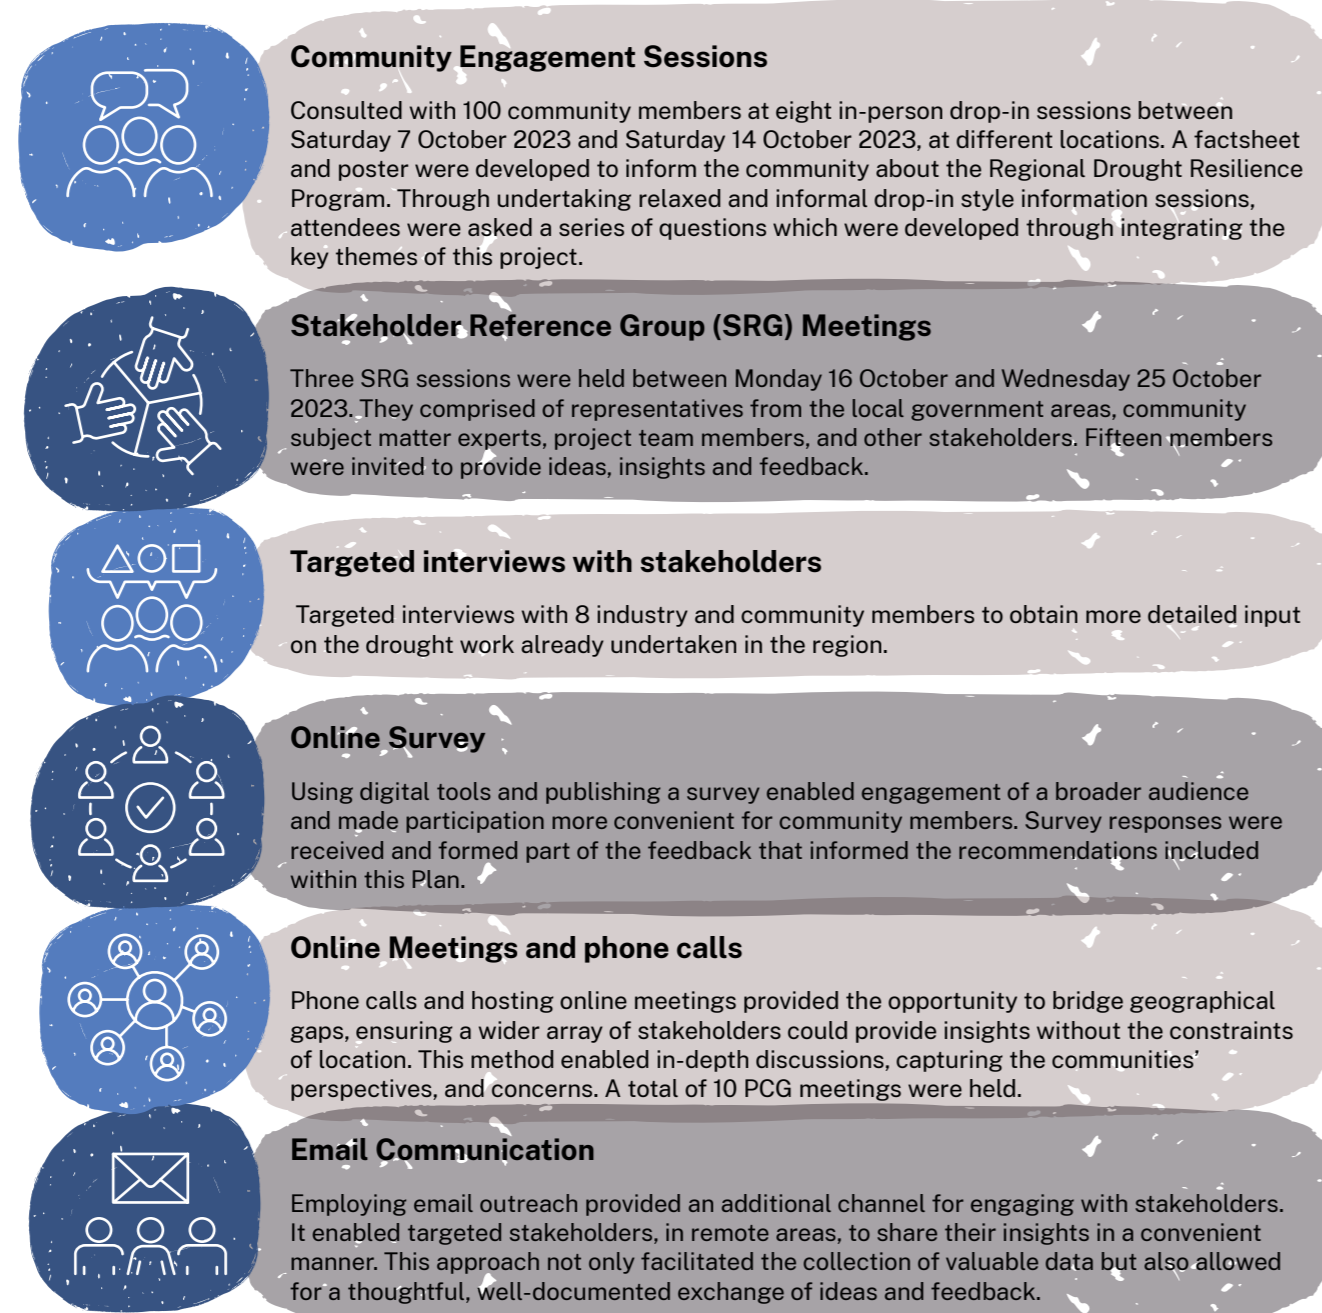 Community Engagement Sessions
Consulted with 100 community members at eight in-person drop-in sessions between
Saturday 7 October 2023 and Saturday 14 October 2023, at different locations. A factsheet
and poster were developed to inform the community about the Regional Drought Resilience
Program. Through undertaking relaxed and informal drop-in style information sessions,
attendees were asked a series of questions which were developed through integrating the
key themes of this project.
Stakeholder Reference Group (SRG) Meetings
Three SRG sessions were held between Monday 16 October and Wednesday 25 October
2023. They comprised of representatives from the local government areas, community
subject matter experts, project team members, and other stakeholders. Fifteen members
were invited to provide ideas, insights and feedback.
Targeted interviews with stakeholders
Targeted interviews with 8 industry and community members to obtain more detailed input
on the drought work already undertaken in the region.
Online Survey
Using digital tools and publishing a survey enabled engagement of a broader audience
and made participation more convenient for community members. Survey responses were
received and formed part of the feedback that informed the recommendations included
within this Plan.
Online Meetings and phone calls
Phone calls and hosting online meetings provided the opportunity to bridge geographical
gaps, ensuring a wider array of stakeholders could provide insights without the constraints
of location. This method enabled in-depth discussions, capturing the communities’
perspectives, and concerns. A total of 10 PCG meetings were held.
Email Communication
Employing email outreach provided an additional channel for engaging with stakeholders.
It enabled targeted stakeholders, in remote areas, to share their insights in a convenient
manner. This approach not only facilitated the collection of valuable data but also allowed
for a thoughtful, well-documented exchange of ideas and feedback.